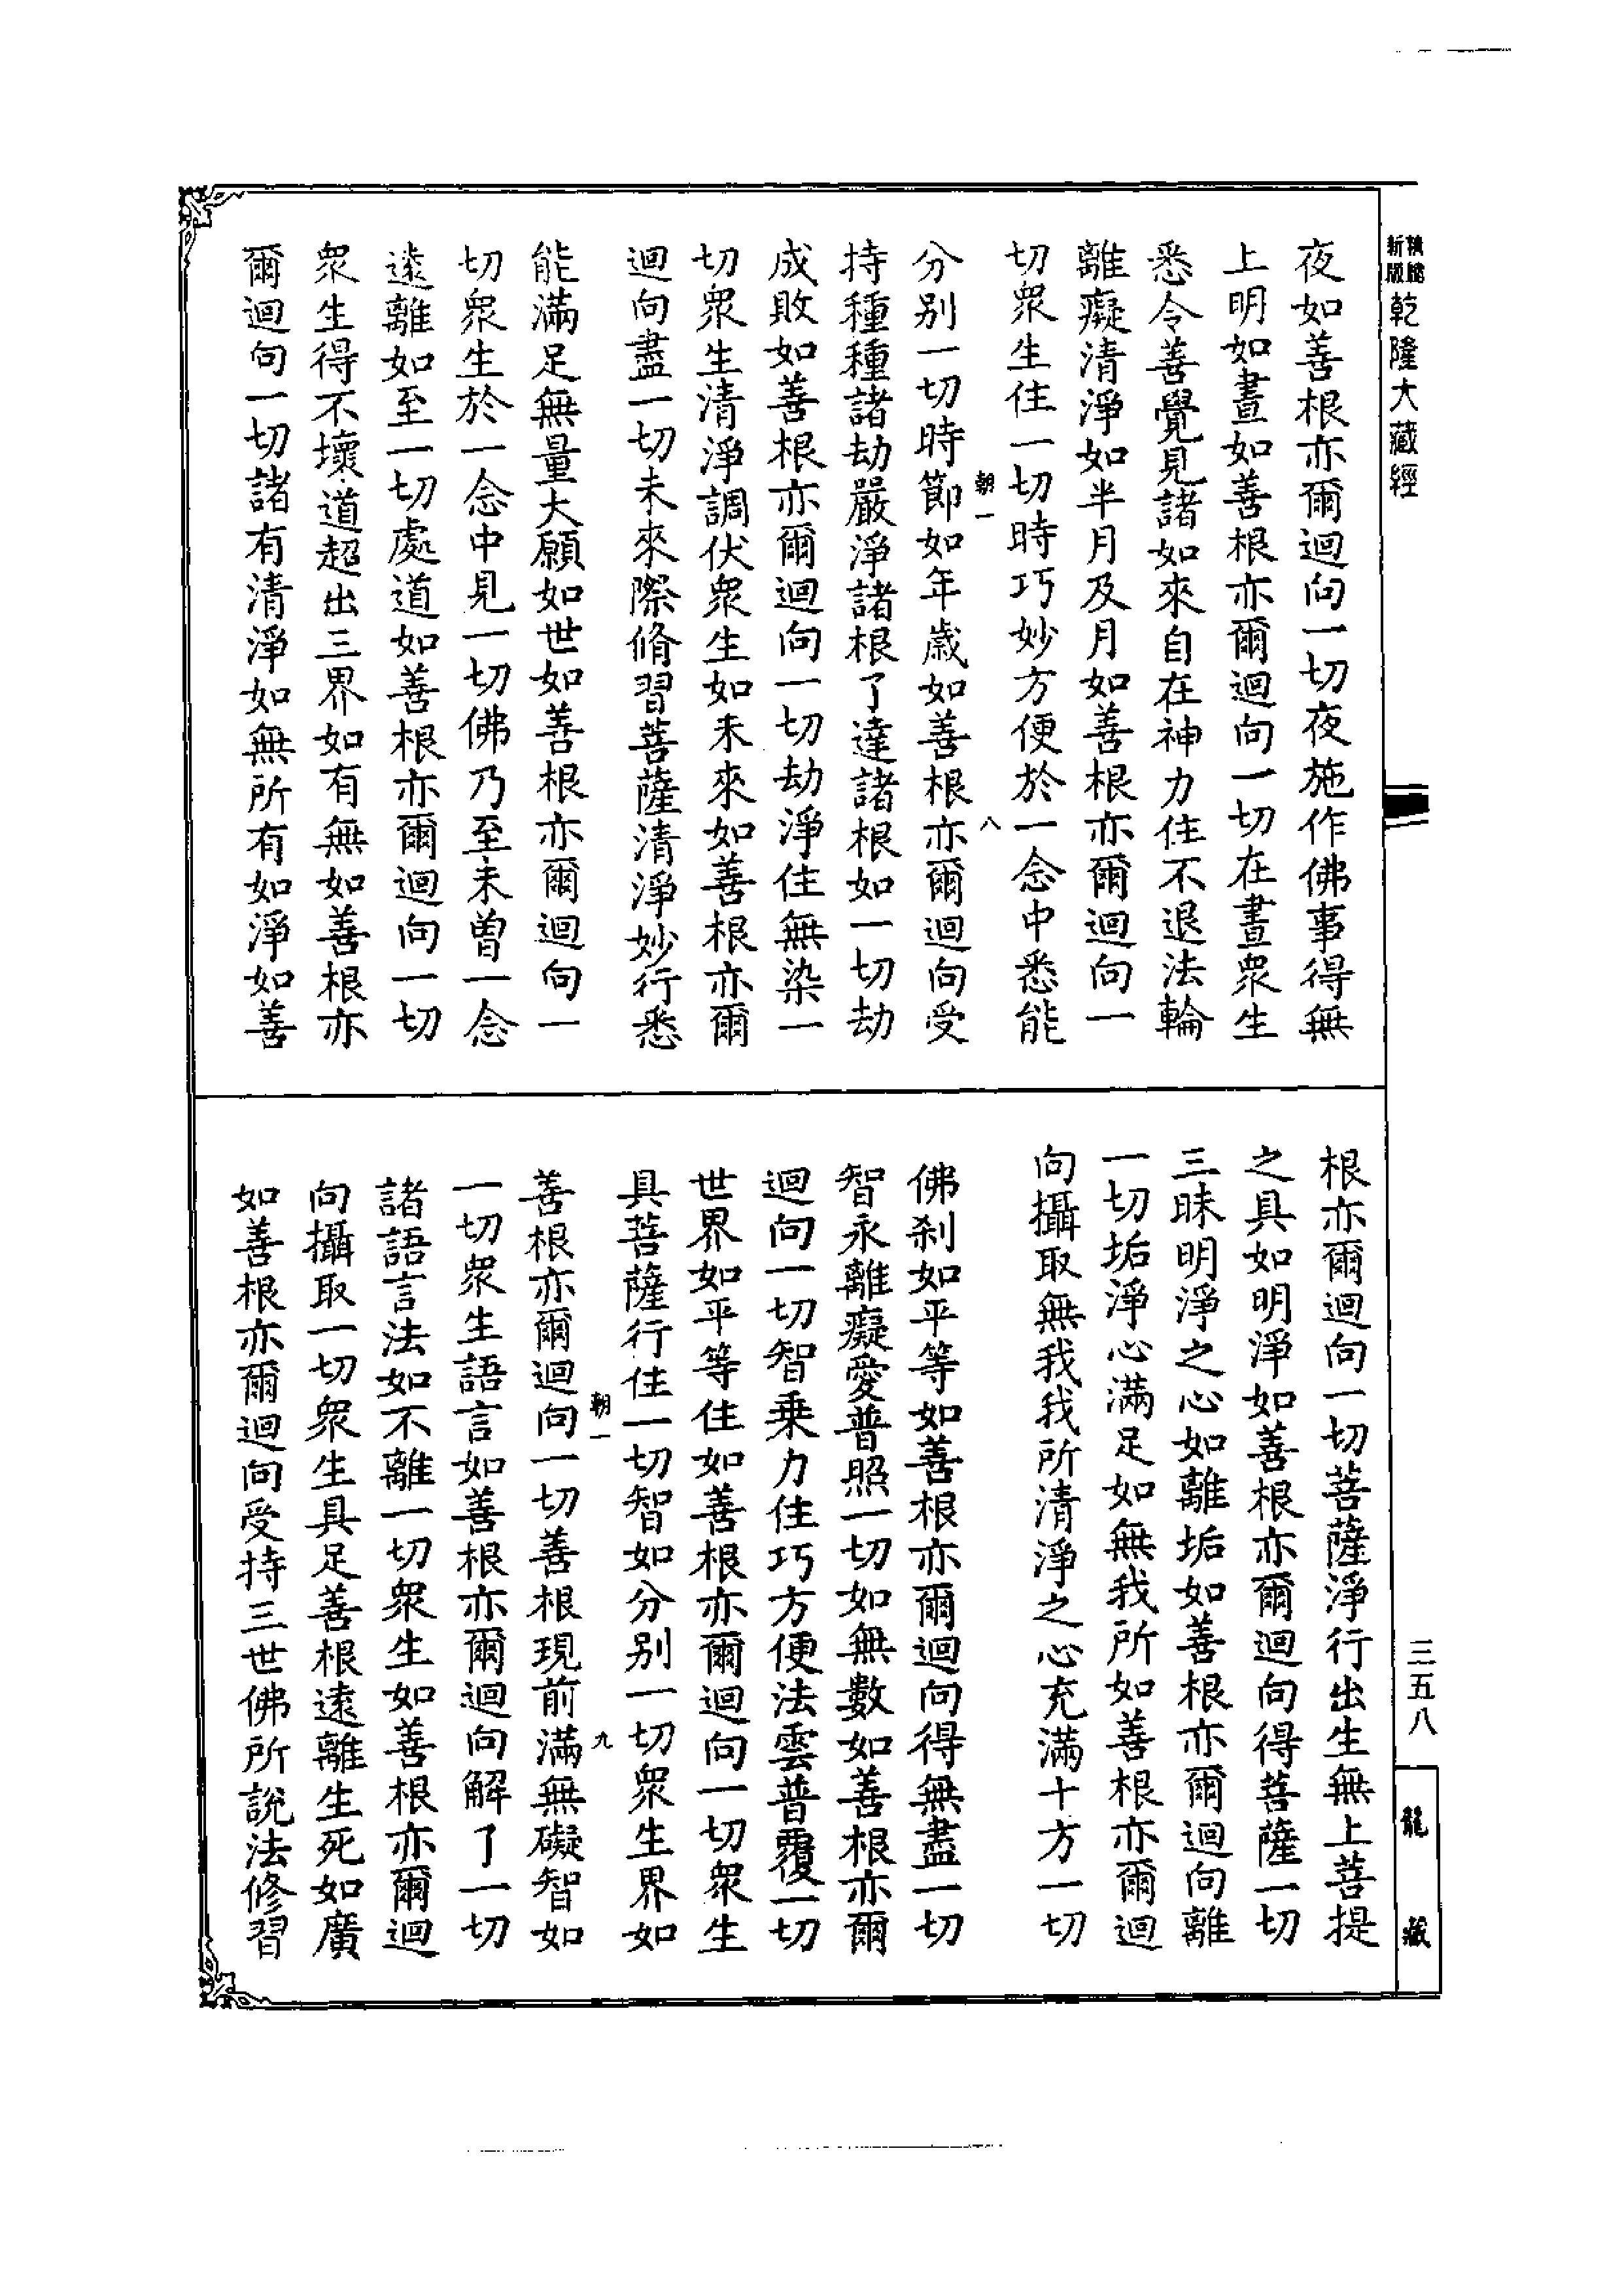 新版
乾隆大藏經
夜如善根亦爾迴向一切夜施作佛事得無
上明如晝如善根亦爾迴向一切在晝衆生
悉令善覺見諸如來自在神力住不退法輪
離癡清淨如半月及月如善根亦爾迴向一
切衆生住一切時巧妙方便於一念中悉能
朝一
八
分别一切時節如年歲如善根亦爾迴向受
持種種諸劫嚴淨諸根了達諸根如一切劫
成敗如善根亦爾迴向一切劫淨住無染一
切衆生清淨調伏衆生如未來如善根亦爾
迴向盡一切未來際脩習菩薩清淨妙行悉
能滿足無量大願如世如善根亦爾迴向一
切衆生於一念中見一切佛乃至未曾一念
遠離如至一切處道如善根亦爾迴向一切
衆生得不壞道超出三界如有無如善根亦
爾迴向一切諸有清淨如無所有如淨如善
根亦爾迴向一切菩薩淨行出生無上菩提
之具如明淨如善根亦爾迴向得菩薩一切
三昧明淨之心如離垢如善根亦爾迴向離
一切垢淨心滿足如無我所如善根亦爾迴
向攝取無我我所清淨之心充滿十方一切
佛刹如平等如善根亦爾迴向得無盡一切
智永離癡愛普照一切如無數如善根亦爾
迴向一切智乗力住巧方便法雲普覆一切
世界如平等住如善根亦爾迴向一切衆生
具菩薩行住一切智如分别一切衆生界如
朝一
九
善根亦爾迴向一切善根現前滿無礙智如
一切衆生語言如善根亦爾迴向解了一切
諸語言法如不離一切衆生如善根亦爾迴
向攝取一切衆生具足善根遠離生死如廣
如善根亦爾迴向受持三世佛所說法修習
三五八
龍藏